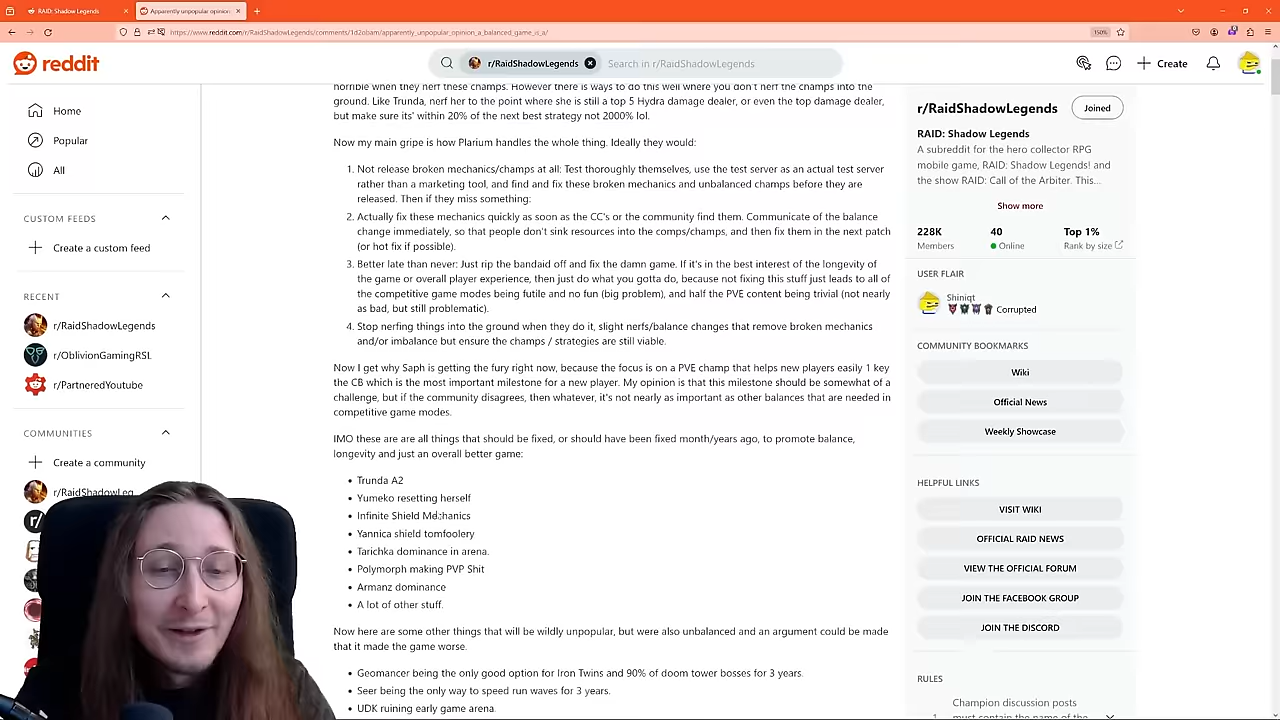 RAID: Shadow Legends
Apparently unpopular opinion
https://www.reddit.com/r/RaidShadowLegends/comments/1d2obam/apparently_unpopular_opinion_a_balanced_game_is_a/
150%
reddit
r/RaidShadowLegends
Search in r/RaidShadowLegends
Create
Home
Popular
All
CUSTOM FEEDS
Create a custom feed
RECENT
r/RaidShadowLegends
r/OblivionGamingRSL
r/PartneredYoutube
COMMUNITIES
Create a community
r/RaidShadowLeg
r/
horrible when they nerf these champs. However there is ways to do this well where you don't nerf the champs into the
ground. Like Trunda, nerf her to the point where she is still a top 5 Hydra damage dealer, or even the top damage dealer,
but make sure its' within 20% of the next best strategy not 2000% lol.
Now my main gripe is how Plarium handles the whole thing. Ideally they would:
1. Not release broken mechanics/champs at all: Test thoroughly themselves, use the test server as an actual test server
rather than a marketing tool, and find and fix these broken mechanics and unbalanced champs before they are
released. Then if they miss something:
2. Actually fix these mechanics quickly as soon as the CC's or the community find them. Communicate of the balance
change immediately, so that people don't sink resources into the comps/champs, and then fix them in the next patch
(or hot fix if possible).
3. Better late than never: Just rip the bandaid off and fix the damn game. If it's in the best interest of the longevity of
the game or overall player experience, then just do what you gotta do, because not fixing this stuff just leads to all of
the competitive game modes being futile and no fun (big problem), and half the PVE content being trivial (not nearly
as bad, but still problematic).
4. Stop nerfing things into the ground when they do it, slight nerfs/balance changes that remove broken mechanics
and/or imbalance but ensure the champs / strategies are still viable.
Now I get why Saph is getting the fury right now, because the focus is on a PVE champ that helps new players easily 1 key
the CB which is the most important milestone for a new player. My opinion is that this milestone should be somewhat of a
challenge, but if the community disagrees, then whatever, it's not nearly as important as other balances that are needed in
competitive game modes.
IMO these are are all things that should be fixed, or should have been fixed month/years ago, to promote balance,
longevity and just an overall better game:
• Trunda A2
• Yumeko resetting herself
• Infinite Shield Mechanics
• Yannica shield tomfoolery
• Tarichka dominance in arena.
• Polymorph making PVP Shit
• Armanz dominance
• A lot of other stuff.
Now here are some other things that will be wildly unpopular, but were also unbalanced and an argument could be made
that it made the game worse.
• Geomancer being the only good option for Iron Twins and 90% of doom tower bosses for 3 years.
• Seer being the only way to speed run waves for 3 years.
• UDK ruining early game arena.
r/RaidShadowLegends
Joined
RAID: Shadow Legends
A subreddit for the hero collector RPG
mobile game, RAID: Shadow Legends! and
the show RAID: Call of the Arbiter. This...
Show more
228K
Members
40
Online
Top 1%
Rank by size
USER FLAIR
Shiniqt
Corrupted
COMMUNITY BOOKMARKS
Wiki
Official News
Weekly Showcase
HELPFUL LINKS
VISIT WIKI
OFFICIAL RAID NEWS
VIEW THE OFFICIAL FORUM
JOIN THE FACEBOOK GROUP
JOIN THE DISCORD
RULES
1
Champion discussion posts
must contain the name of the